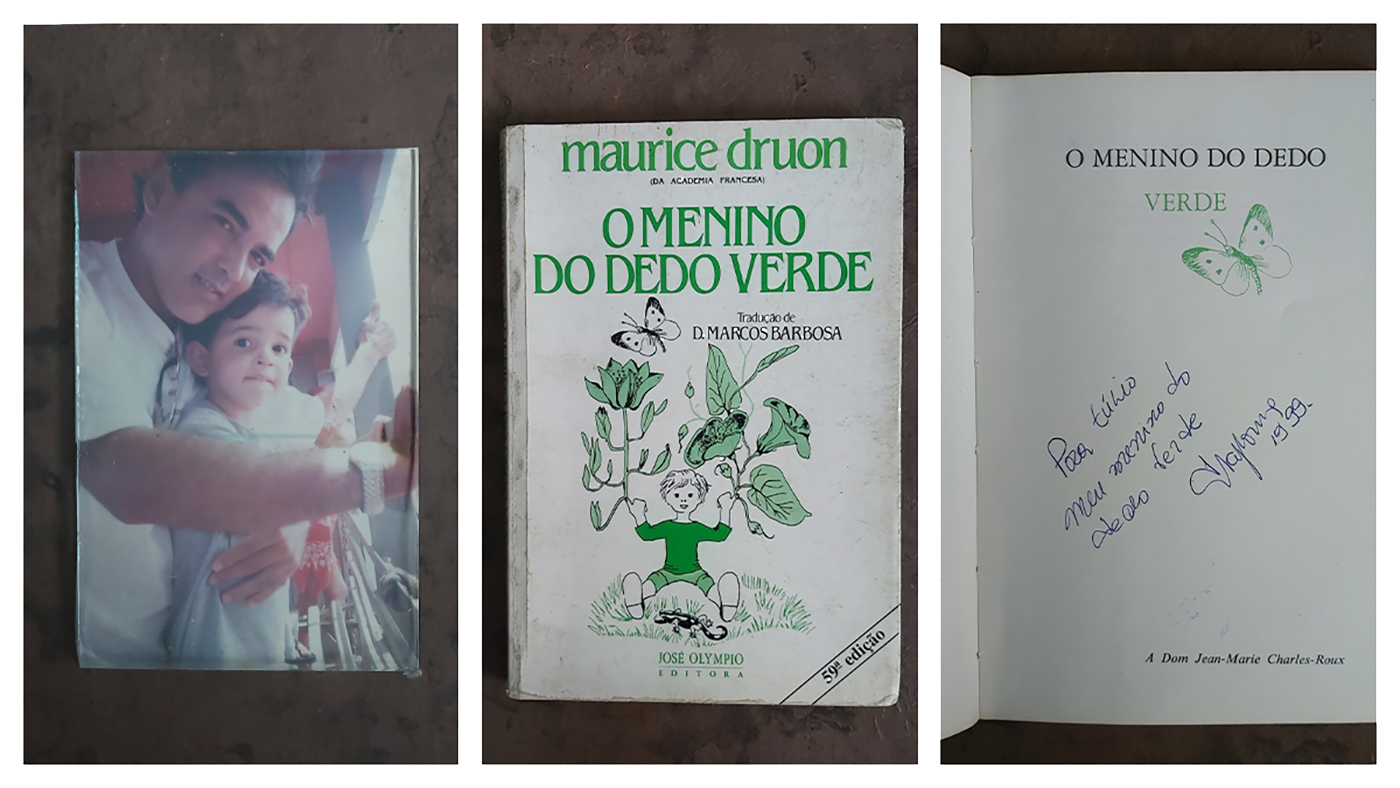 maurice druon
(DA ACADEMIA FRANCESA)
O MENINO
DO DEDO VERDE
Tradução de
D. MARCOS BARBOSA
JOSÉ OLYMPIO
EDITORA
59ª edição
O MENINO DO DEDO
VERDE
Para túlio
meu menino do
dedo verde
1999.
A Dom Jean-Marie Charles-Roux